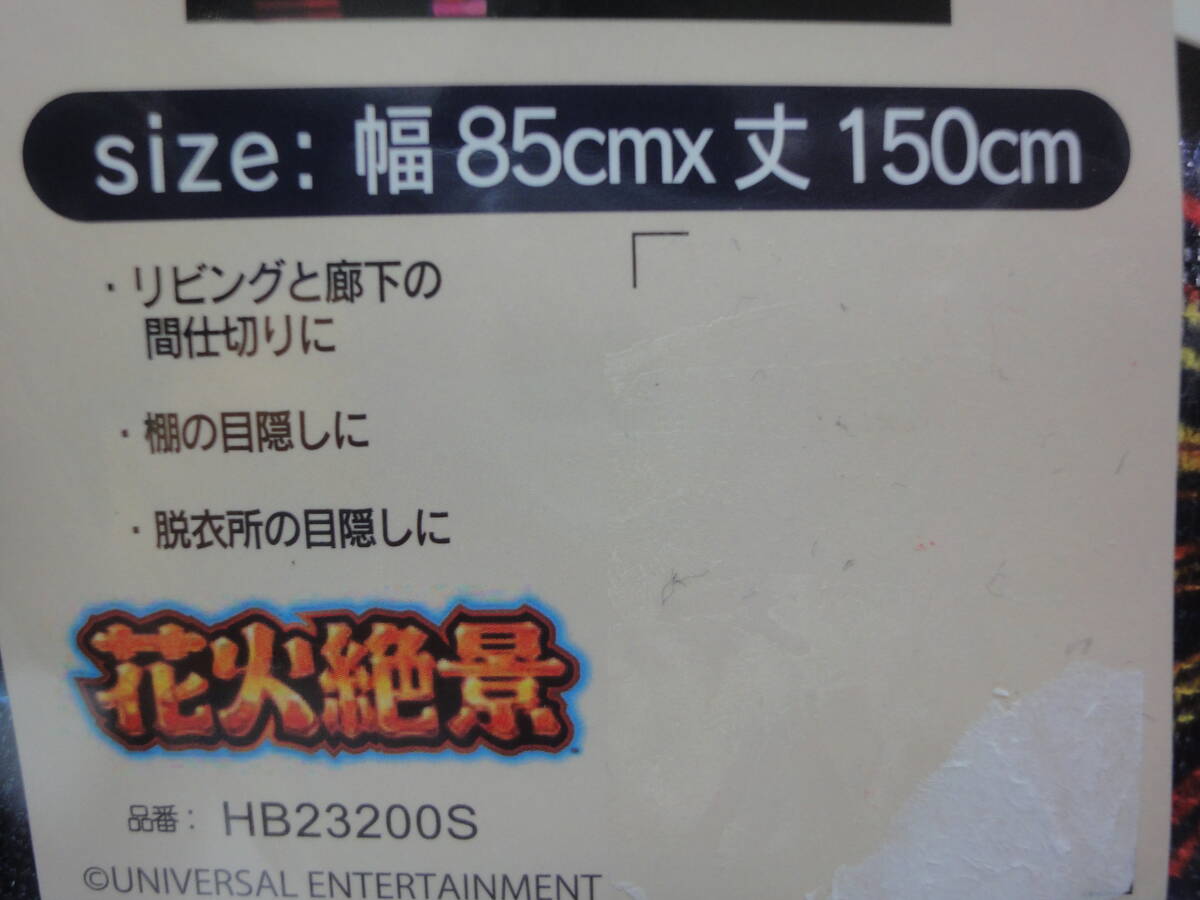 size: 幅 85cmx 丈 150cm
・リビングと廊下の
間仕切りに
・棚の目隠しに
・脱衣所の目隠しに
花火絶景
品番: HB23200S
©UNIVERSAL ENTERTAINMENT